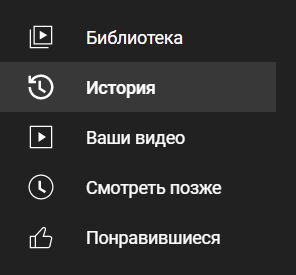 Библиотека
История
Ваши видео
Смотреть позже
Понравившиеся